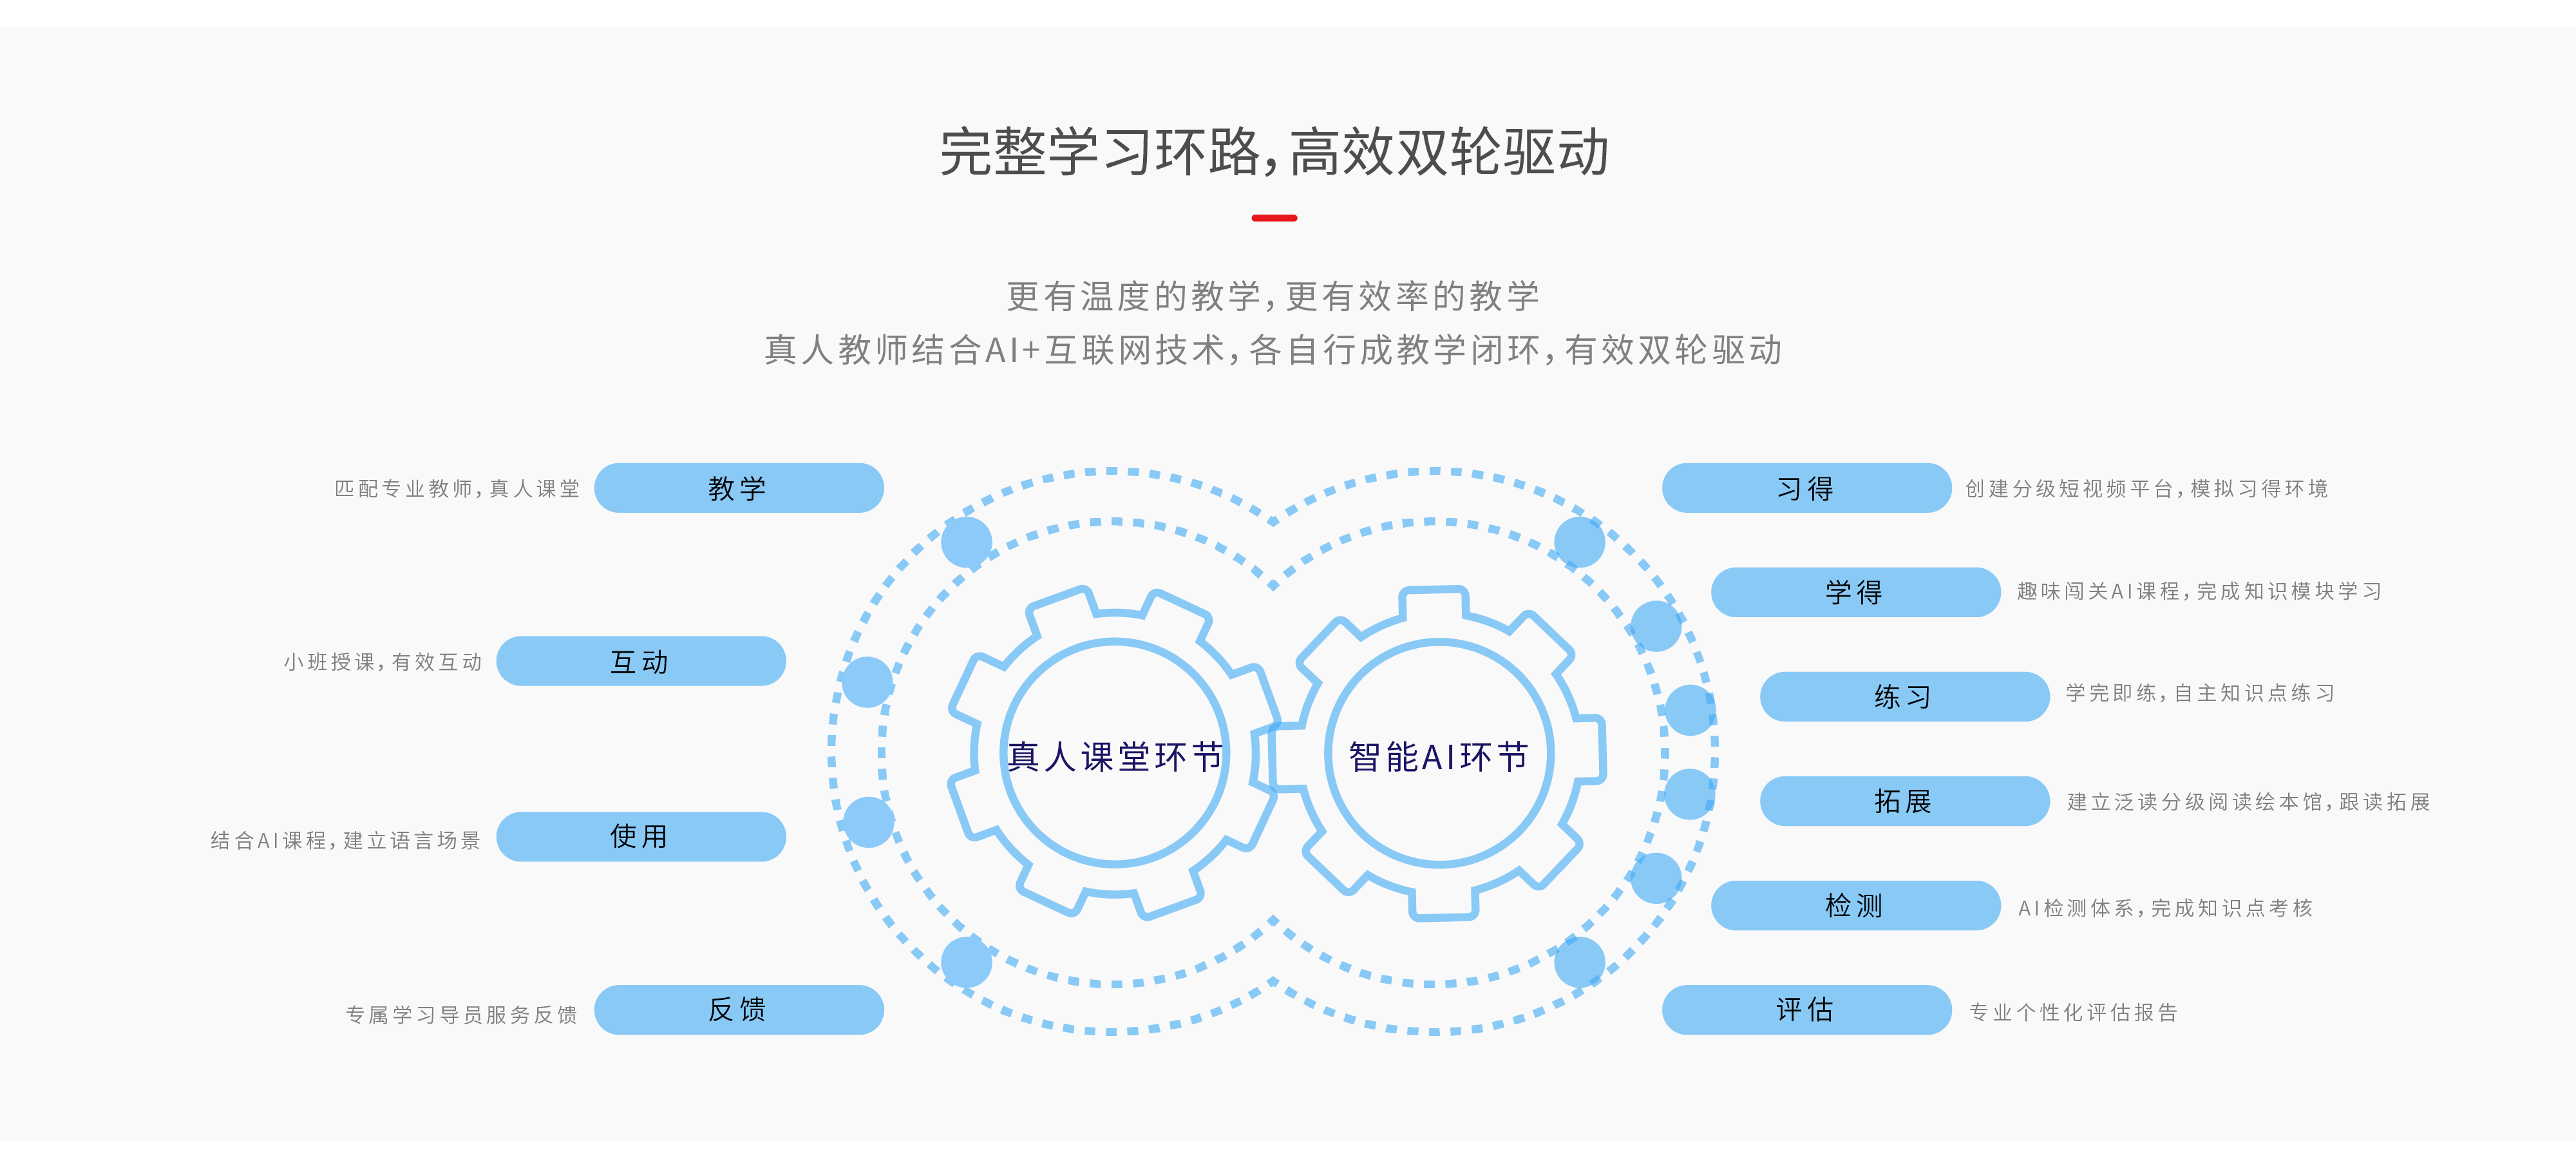 完整学习环路，高效双轮驱动
更有温度的教学，更有效率的教学
真人教师结合AI+互联网技术，各自行成教学闭环，有效双轮驱动
匹配专业教师，真人课堂
教学
小班授课，有效互动
互动
结合AI课程，建立语言场景
使用
专属学习导员服务反馈
反馈
真人课堂环节
智能AI环节
习得
创建分级短视频平台，模拟习得环境
学得
趣味闯关AI课程，完成知识模块学习
练习
学完即练，自主知识点练习
拓展
建立泛读分级阅读绘本馆，跟读拓展
检测
AI检测体系，完成知识点考核
评估
专业个性化评估报告